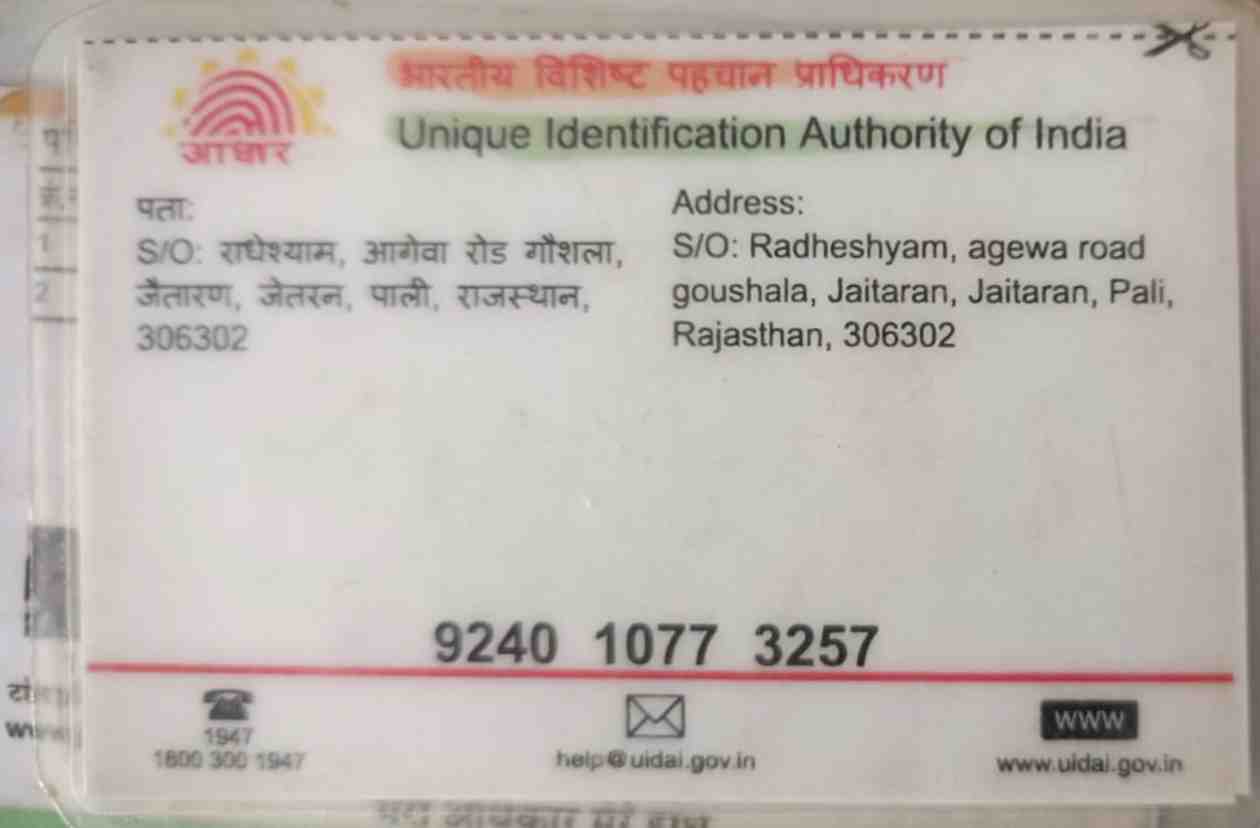 भारतीय विशिष्ट पहचान प्राधिकरण
Unique Identification Authority of India
आधार
पता:
S/O: राधेश्याम, आगेवा रोड गौशला,
जैतारण, जेतरन, पाली, राजस्थान,
306302
Address:
S/O: Radheshyam, agewa road
goushala, Jaitaran, Jaitaran, Pali,
Rajasthan, 306302
9240 1077 3257
1947
1800 300 1947
help@uidai.gov.in
WWW
www.uidai.gov.in
1
2